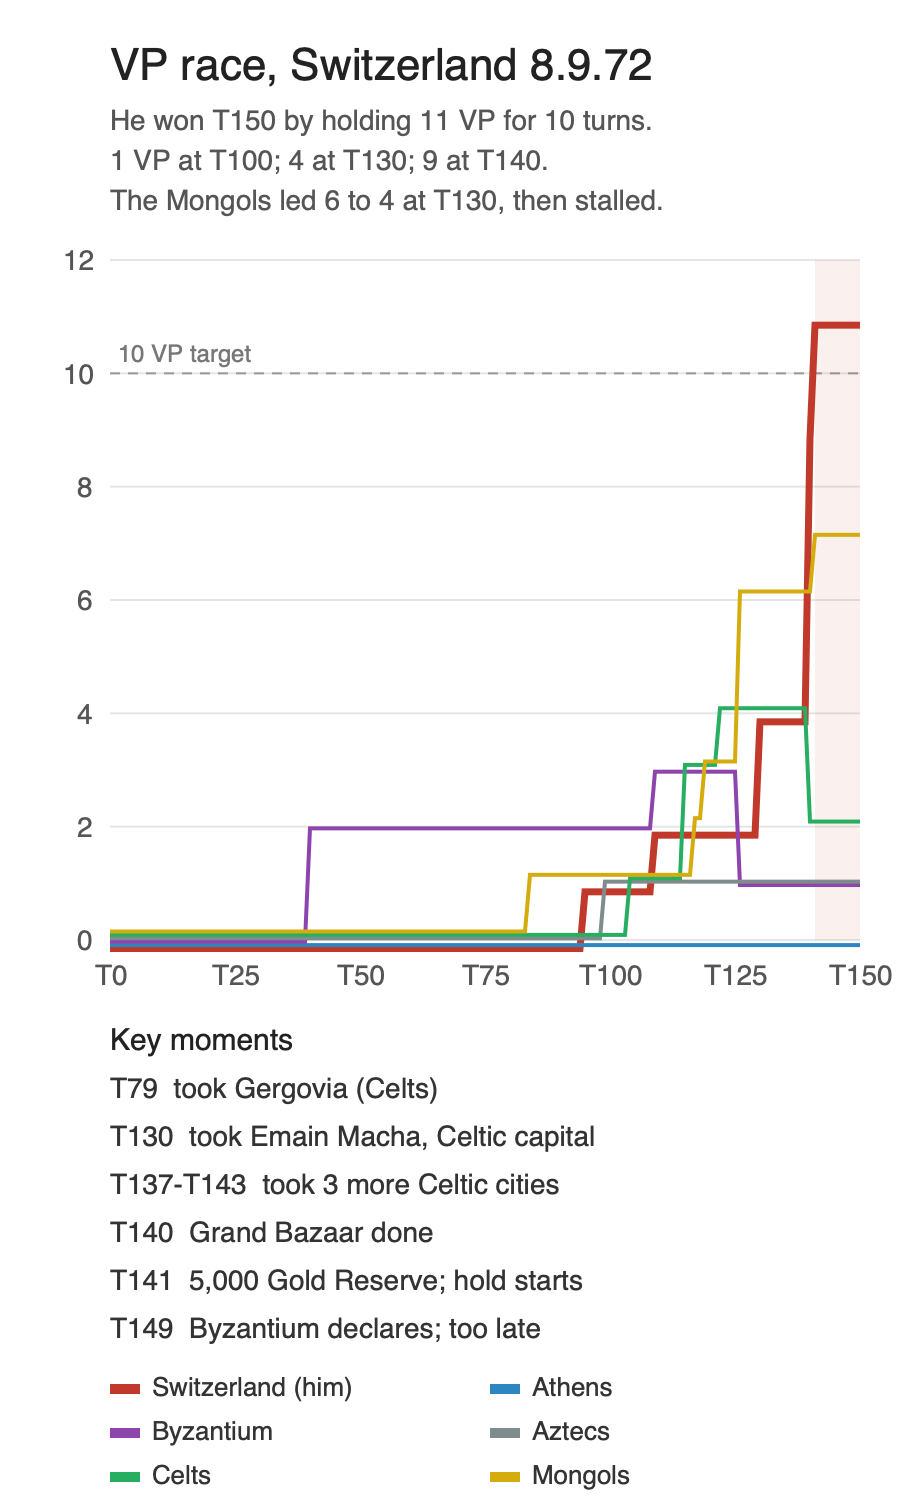 VP race, Switzerland 8.9.72
He won T150 by holding 11 VP for 10 turns.
1 VP at T100; 4 at T130; 9 at T140.
The Mongols led 6 to 4 at T130, then stalled.
12
10 VP target
10
8
6
4
2
0
T0 T25 T50 T75 T100 T125 T150
Key moments
T79 took Gergovia (Celts)
T130 took Emain Macha, Celtic capital
T137-T143 took 3 more Celtic cities
T140 Grand Bazaar done
T141 5,000 Gold Reserve; hold starts
T149 Byzantium declares; too late
Switzerland (him) Athens
Byzantium Aztecs
Celts Mongols